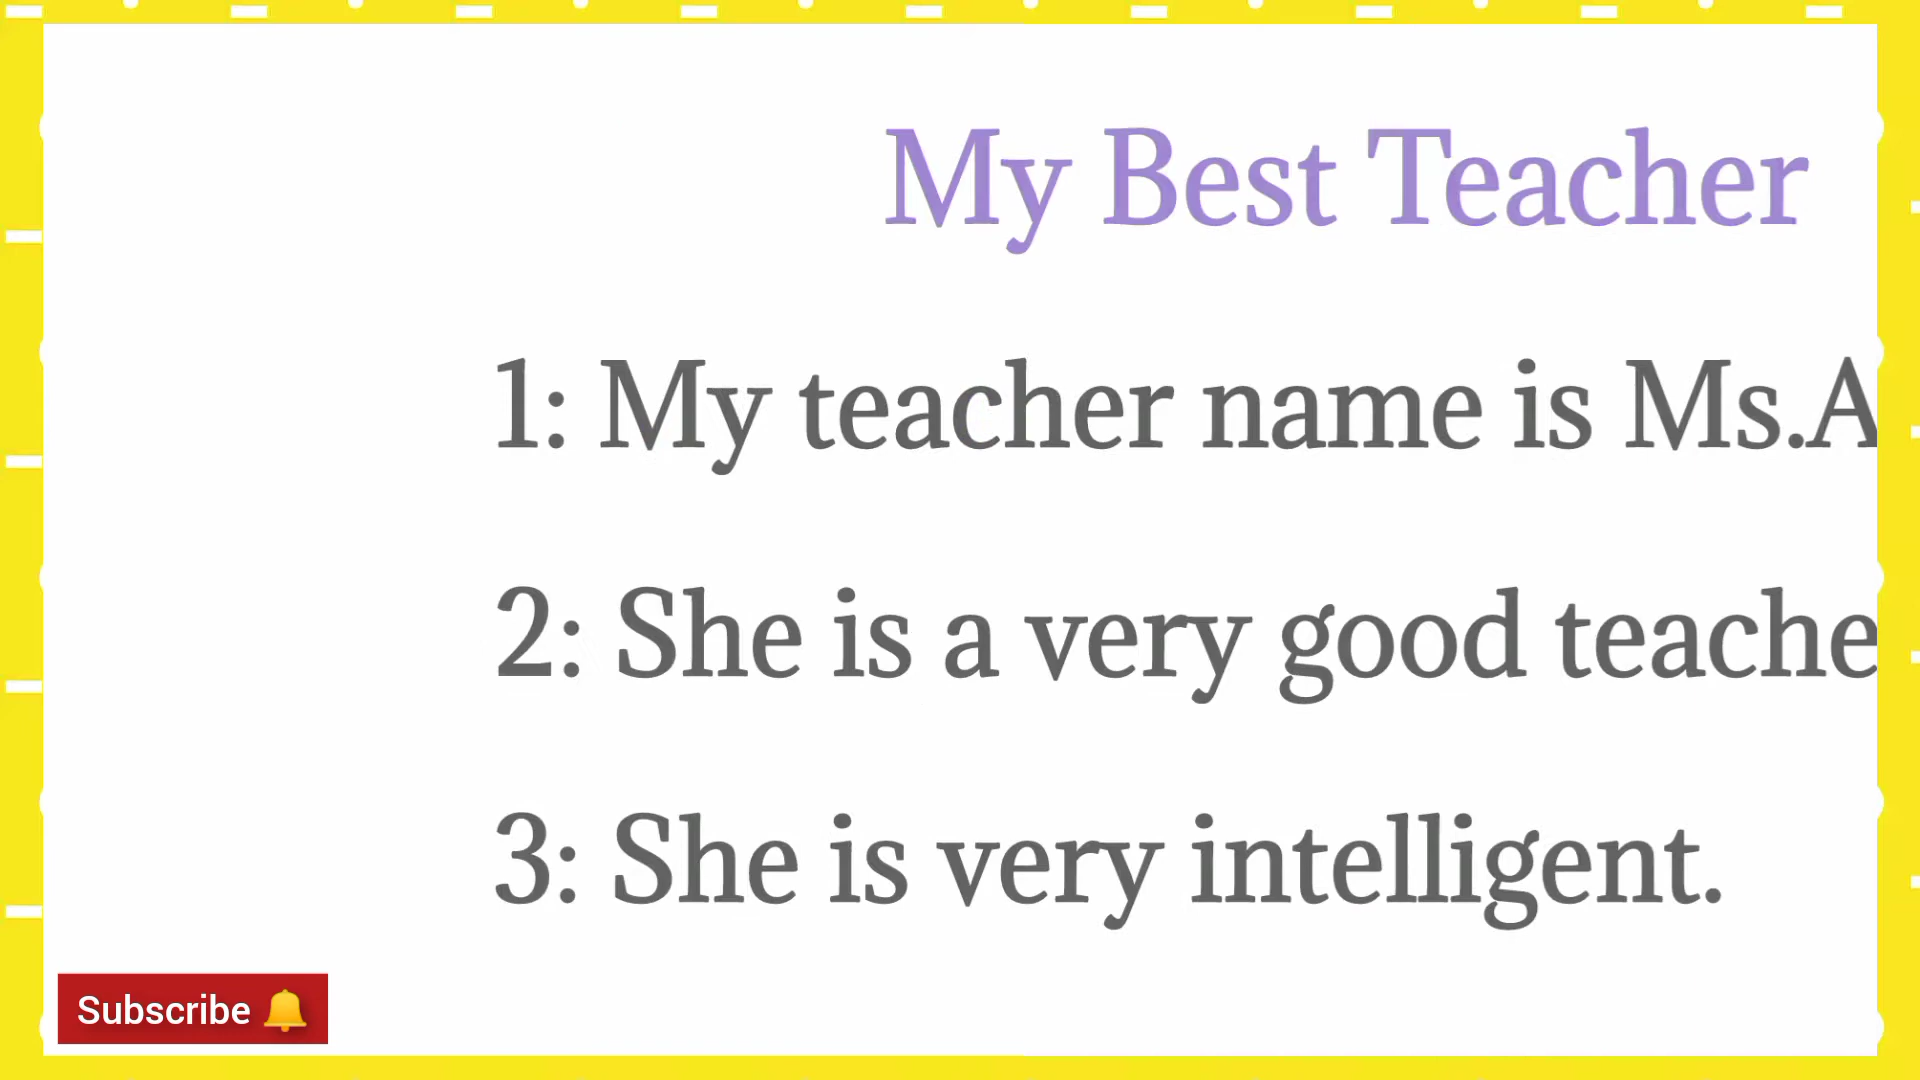 My Best Teacher
1: My teacher name is Ms.A
2: She is a very good teache
3: She is very intelligent.
Subscribe